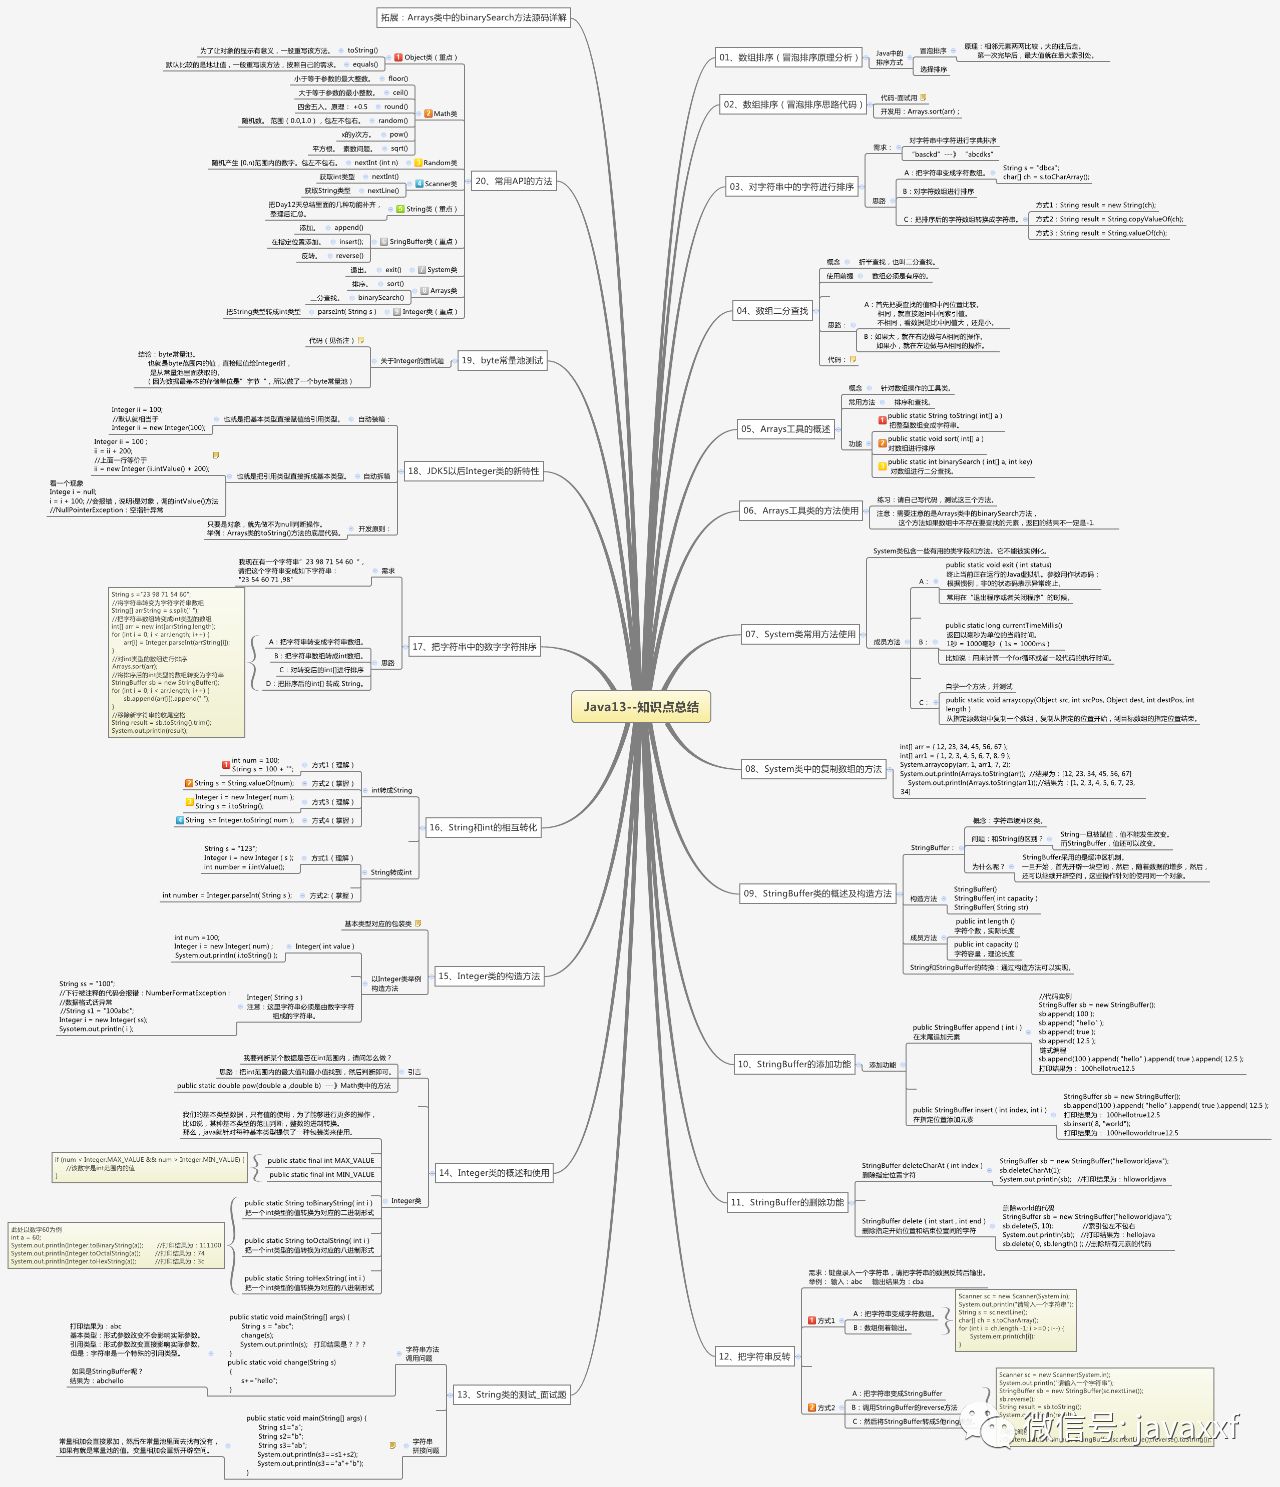 Java13--知识点总结
拓展：Arrays类中的binarySearch方法源码详解
01、数组排序（冒泡排序原理分析）
Java中的
排序方式
冒泡排序
原理：相邻元素两两比较，大的往后走。
第一次完毕后，最大值就在最大索引处。
选择排序
02、数组排序（冒泡排序思路代码）
代码-面试用
开发用：Arrays.sort(arr)；
03、对字符串中的字符进行排序
需求：
对字符串中字符进行字典排序
"basckd" ---》 "abcdks"
思路
A：把字符串变成字符数组。
String s = "dbca";
char[] ch = s.toCharArray();
B：对字符数组进行排序
C：把排序后的字符数组转换成字符串。
方式1：String result = new String(ch);
方式2：String result = String.copyValueOf(ch);
方式3：String result = String.valueOf(ch);
04、数组二分查找
概念
折半查找，也叫二分查找。
使用前提
数组必须是有序的。
思路：
A：首先把要查找的值和中间位置比较。
相同，就直接返回中间索引值。
不相同，看数据是比中间值大，还是小。
B：如果大，就在右边做与A相同的操作。
如果小，就在左边做与A相同的操作。
代码：
05、Arrays工具的概述
概念
针对数组操作的工具类。
常用方法
排序和查找。
功能
1 public static String toString( int[] a )
把整型数组变成字符串。
2 public static void sort( int[] a )
对数组进行排序
3 public static int binarySearch ( int[] a, int key)
对数组进行二分查找。
06、Arrays工具类的方法使用
练习：请自己写代码，测试这三个方法。
注意：需要注意的是Arrays类中的binarySearch方法，
这个方法如果数组中不存在要查找的元素，返回的结果不一定是-1.
07、System类常用方法使用
System类包含一些有用的类字段和方法。它不能被实例化。
成员方法
A：
public static void exit ( int status)
终止当前正在运行的Java虚拟机。参数用作状态码；
根据惯例，非0的状态码表示异常终止。
常用在“退出程序或者关闭程序”的时候。
B：
public static long currentTimeMillis()
返回以毫秒为单位的当前时间。
1秒 = 1000毫秒 （1s = 1000ms）
比如说：用来计算一个for循环或者一段代码的执行时间。
C：
自学一个方法，并测试
public static void arraycopy(Object src, int srcPos, Object dest, int destPos, int
length )
从指定源数组中复制一个数组，复制从指定的位置开始，到目标数组的指定位置结束。
08、System类中的复制数组的方法
int[] arr = { 12, 23, 34, 45, 56, 67 };
int[] arr1 = { 1, 2, 3, 4, 5, 6, 7, 8, 9 };
System.arraycopy(arr, 1, arr1, 7, 2);
System.out.println(Arrays.toString(arr)); //结果为：[12, 23, 34, 45, 56, 67]
System.out.println(Arrays.toString(arr1));//结果为：[1, 2, 3, 4, 5, 6, 7, 23,
34]
09、StringBuffer类的概述及构造方法
StringBuffer：
概念：字符串缓冲区类。
问题：和String的区别？
String一旦被赋值，值不能发生改变。
而StringBuffer，值还可以改变。
为什么呢？
StringBuffer采用的是缓冲区机制。
一旦开始，首先开辟一块空间，然后，随着数据的增多，然后，
还可以继续开辟空间，这些操作针对的使用同一个对象。
构造方法
StringBuffer()
StringBuffer( int capacity )
StringBuffer( String str)
成员方法
public int length ()
字符个数，实际长度
public int capacity ()
字符容量，理论长度
String和StringBuffer的转换：通过构造方法可以实现。
10、StringBuffer的添加功能
添加功能
public StringBuffer append ( int i )
在末尾追加元素
//代码实例
StringBuffer sb = new StringBuffer();
sb.append( 100 );
sb.append( "hello" );
sb.append( true );
sb.append( 12.5 );
链式编程
sb.append(100 ).append( "hello" ).append( true ).append( 12.5 );
打印结果为： 100hellotrue12.5
public StringBuffer insert ( int index, int i )
在指定位置添加元素
StringBuffer sb = new StringBuffer();
sb.append(100 ).append( "hello" ).append( true ).append( 12.5 );
打印结果为： 100hellotrue12.5
sb.insert( 8, "world");
打印结果为： 100helloworldtrue12.5
11、StringBuffer的删除功能
StringBuffer deleteCharAt ( int index )
删除指定位置字符
StringBuffer sb = new StringBuffer("helloworldjava");
sb.deleteCharAt(1);
System.out.println(sb); //打印结果为：hlloworldjava
StringBuffer delete ( int start , int end )
删除指定开始位置和结束位置间的字符
删除world的代码
StringBuffer sb = new StringBuffer("helloworldjava");
sb.delete(5, 10); //索引包左不包右
System.out.println(sb); //打印结果为：hellojava
sb.delete( 0, sb.length() ); //删除所有元素的代码
12、把字符串反转
需求：键盘录入一个字符串，请把字符串的数据反转后输出。
举例： 输入：abc 输出结果为：cba
1 方式1
A：把字符串变成字符数组。
B：数组倒着输出。
Scanner sc = new Scanner(System.in);
System.out.println("请输入一个字符串");
String s = sc.nextLine();
char[] ch = s.toCharArray();
for (int i = ch.length -1; i >=0 ; i--) {
System.err.print(ch[i]);
}
2 方式2
A：把字符串变成StringBuffer
B：调用StringBuffer的reverse方法
C：然后将StringBuffer转成String
Scanner sc = new Scanner(System.in);
System.out.println("请输入一个字符串");
StringBuffer sb = new StringBuffer(sc.nextLine());
sb.reverse();
String result = sb.toString();
微信号: javaxxf
20、常用API的方法
1 Object类（重点）
toString()
为了让对象的显示有意义，一般重写该方法。
equals()
默认比较的是地址值，一般重写该方法，按照自己的需求。
2 Math类
floor()
小于等于参数的最大整数。
ceil()
大于等于参数的最小整数。
round()
四舍五入。原理： +0.5
random()
随机数。 范围（0.0,1.0），包左不包右。
pow()
x的y次方。
sqrt()
平方根。 素数问题。
3 Random类
nextInt (int n)
随机产生 [0,n)范围内的数字。包左不包右。
4 Scanner类
nextInt()
获取int类型
nextLine()
获取String类型
5 String类（重点）
把Day12天总结里面的几种功能补齐，
整理后汇总。
6 SringBuffer类（重点）
append()
添加。
insert();
在指定位置添加。
reverse()
反转。
7 System类
exit()
退出。
8 Arrays类
sort()
排序。
binarySearch()
二分查找。
9 Integer类（重点）
parseInt( String s )
把String类型转成int类型
19、byte常量池测试
关于Integer的面试题
代码（见备注）
结论：byte常量池。
也就是byte范围内的值，直接赋值给Integer时，
是从常量池里面获取的。
（因为数据最基本的存储单位是”字节“，所以做了一个byte常量池）
18、JDK5以后Integer类的新特性
自动装箱：
也就是把基本类型直接赋值给引用类型。
Integer ii = 100;
//默认就相当于
Integer ii = new Integer(100);
自动拆箱
也就是把引用类型直接拆成基本类型。
Integer ii = 100 ;
ii = ii + 200;
//上面一行等价于
ii = new Integer (ii.intValue() + 200);
看一个现象
Intege i = null;
i = i + 100; //会报错，说明i是对象，调的intValue()方法
//NullPointerException：空指针异常
开发原则：
只要是对象，就先做不为null判断操作。
举例：Arrays类的toString()方法的底层代码。
17、把字符串中的数字字符排序
需求
我现在有一个字符串”23 98 71 54 60“，
请把这个字符串变成如下字符串：
"23 54 60 71 ,98"
思路
A：把字符串转变成字符串数组。
B：把字符串数组转成int数组。
C：对转变后的int[]进行排序
D：把排序后的int[] 转成 String。
String s ="23 98 71 54 60";
//将字符串转变为字符字符串数组
String[] arrString = s.split(" ");
//把字符串数组转变成int类型的数组
int[] arr = new int[arrString.length];
for (int i = 0; i < arr.length; i++) {
arr[i] = Integer.parseInt(arrString[i]);
}
//对int类型的数组进行排序
Arrays.sort(arr);
//将排序后的int类型的数组转变为字符串
StringBuffer sb = new StringBuffer();
for (int i = 0; i < arr.length; i++) {
sb.append(arr[i]).append(" ");
}
//移除新字符串的收尾空格
String result = sb.toString().trim();
System.out.println(result);
16、String和int的相互转化
int转成String
方式1（理解）
1 int num = 100;
String s = 100 + "";
方式2（掌握）
2 String s = String.valueOf(num);
方式3（理解）
3 Integer i = new Integer( num );
String s = i.toString();
方式4（掌握）
4 String s= Integer.toString( num );
String转成int
方式1（理解）
String s = "123";
Integer i = new Integer ( s );
int number = i.intValue();
方式2:（掌握）
int number = Integer.parseInt( String s );
15、Integer类的构造方法
基本类型对应的包装类
以Integer类举例
构造方法
Integer( int value )
int num =100;
Integer i = new Integer( num) ;
System.out.println( i.toString() );
Integer( String s )
注意：这里字符串必须是由数字字符
组成的字符串。
String ss = "100";
//下行被注释的代码会报错：NumberFormatException：
//数据格式话异常
//String s1 = "100abc";
Integer i = new Integer( ss);
Sysotem.out.println( i );
14、Integer类的概述和使用
引言
我要判断某个数据是否在int范围内，请问怎么做？
思路：把int范围内的最大值和最小值找到，然后判断即可。
public static double pow(double a ,double b) ---》Math类中的方法
Integer类
我们的基本类型数据，只有值的使用，为了能够进行更多的操作，
比如说，某种基本类型的范围判断，整数的进制转换。
那么，java就针对每种基本类型提供了一种包装类来使用。
public static final int MAX_VALUE
public static final int MIN_VALUE
if (num < Integer.MAX_VALUE && num > Integer.MIN_VALUE) {
//该数字是int范围内的值
}
public static String toBinaryString( int i )
把一个int类型的值转换为对应的二进制形式
public static String toOctalString( int i )
把一个int类型的值转换为对应的八进制形式
public static String toHexString( int i )
把一个int类型的值转换为对应的八进制形式
此处以数字60为例
int a = 60;
System.out.println(Integer.toBinaryString(a)); //打印结果为：111100
System.out.println(Integer.toOctalString(a)); //打印结果为：74
System.out.println(Integer.toHexString(a)); //打印结果为：3c
13、String类的测试_面试题
字符串方法
调用问题
public static void main(String[] args) {
String s = "abc";
change(s);
System.out.println(s; 打印结果是？？？
}
public static void change(String s)
{
s+="hello";
}
打印结果为：abc
基本类型：形式参数改变不会影响实际参数。
引用类型：形式参数改变直接影响实际参数。
但是：字符串是一个特殊的引用类型。
如果是StringBuffer呢？
结果为：abchello
字符串
拼接问题
public static void main(String[] args) {
String s1="a";
String s2="b";
String s3="ab";
System.out.println(s3==s1+s2);
System.out.println(s3=="a"+"b");
}
常量相加会直接累加，然后在常量池里面去找有没有，
如果有就是常量池的值。变量相加会重新开辟空间。